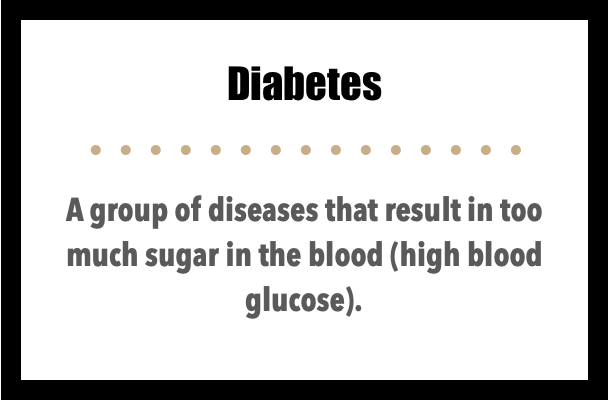 Diabetes
A group of diseases that result in too
much sugar in the blood (high blood
glucose).